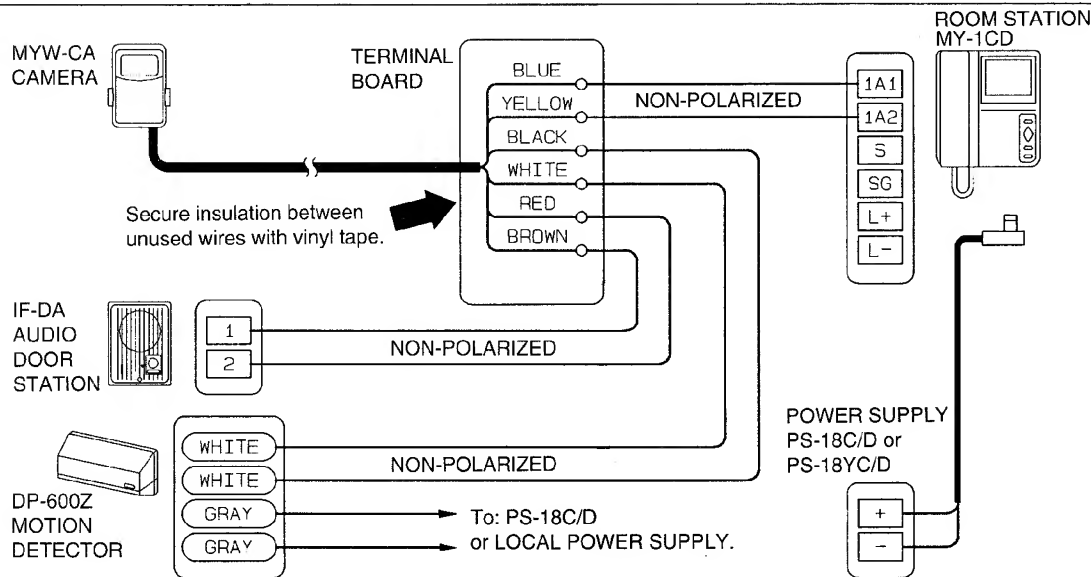 ROOM STATION
MY-1CD
MYW-CA
CAMERA
TERMINAL
BOARD
BLUE
YELLOW
BLACK
WHITE
RED
BROWN
NON-POLARIZED
1A1
1A2
S
SG
L+
L-
Secure insulation between
unused wires with vinyl tape.
IF-DA
AUDIO
DOOR
STATION
1
2
NON-POLARIZED
DP-600Z
MOTION
DETECTOR
WHITE
WHITE
GRAY
GRAY
NON-POLARIZED
To: PS-18C/D
or LOCAL POWER SUPPLY.
POWER SUPPLY
PS-18C/D or
PS-18YC/D
+
-